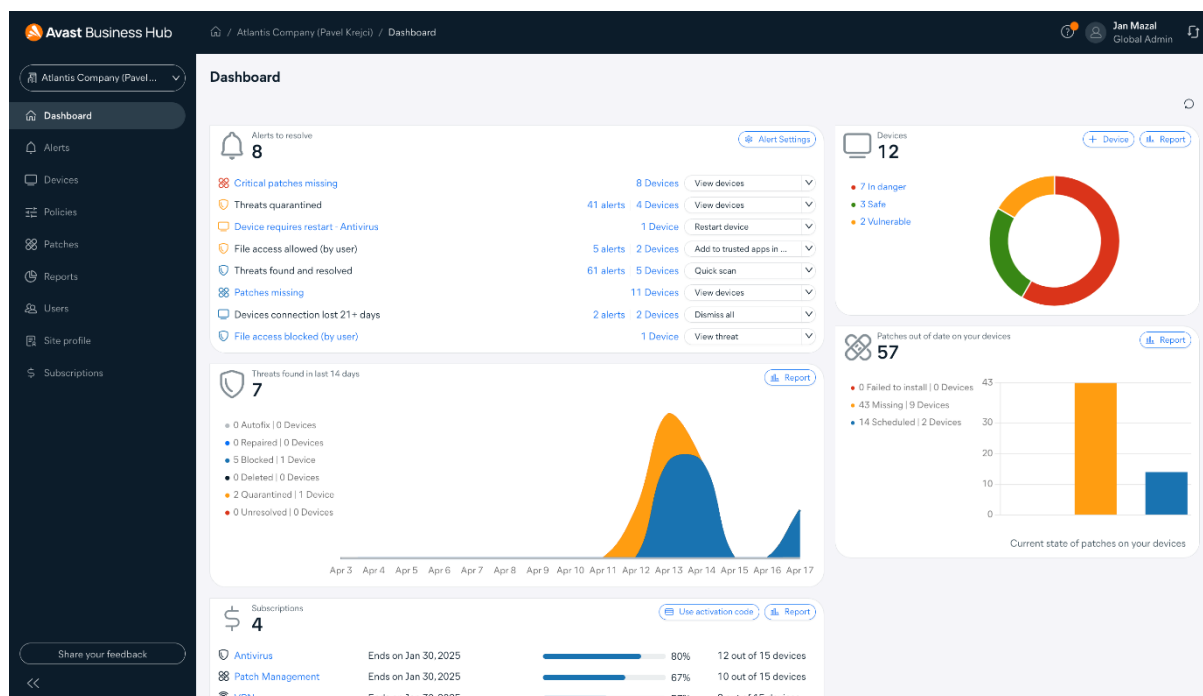 Avast Business Hub
/ Atlantis Company (Pavel Krejci) / Dashboard
Jan Mazal
Global Admin
Atlantis Company (Pavel...
Dashboard
Alerts
Devices
Policies
Patches
Reports
Users
Site profile
Subscriptions
Share your feedback
Dashboard
Alerts to resolve
8
Alert Settings
Critical patches missing 8 Devices View devices
Threats quarantined 41 alerts 4 Devices View devices
Device requires restart - Antivirus 1 Device Restart device
File access allowed (by user) 5 alerts 2 Devices Add to trusted apps in ...
Threats found and resolved 61 alerts 5 Devices Quick scan
Patches missing 11 Devices View devices
Devices connection lost 21+ days 2 alerts 2 Devices Dismiss all
File access blocked (by user) 1 Device View threat
Devices
12
+ Device Report
7 In danger
3 Safe
2 Vulnerable
Threats found in last 14 days
7
Report
0 Autofix | 0 Devices
0 Repaired | 0 Devices
5 Blocked | 1 Device
0 Deleted | 0 Devices
2 Quarantined | 1 Device
0 Unresolved | 0 Devices
Apr 3 Apr 4 Apr 5 Apr 6 Apr 7 Apr 8 Apr 9 Apr 10 Apr 11 Apr 12 Apr 13 Apr 14 Apr 15 Apr 16 Apr 17
Patches out of date on your devices
57
Report
0 Failed to install | 0 Devices
43 Missing | 9 Devices
14 Scheduled | 2 Devices
43
30
20
10
0
Current state of patches on your devices
Subscriptions
4
Use activation code Report
Antivirus Ends on Jan 30, 2025 80% 12 out of 15 devices
Patch Management Ends on Jan 30, 2025 67% 10 out of 15 devices